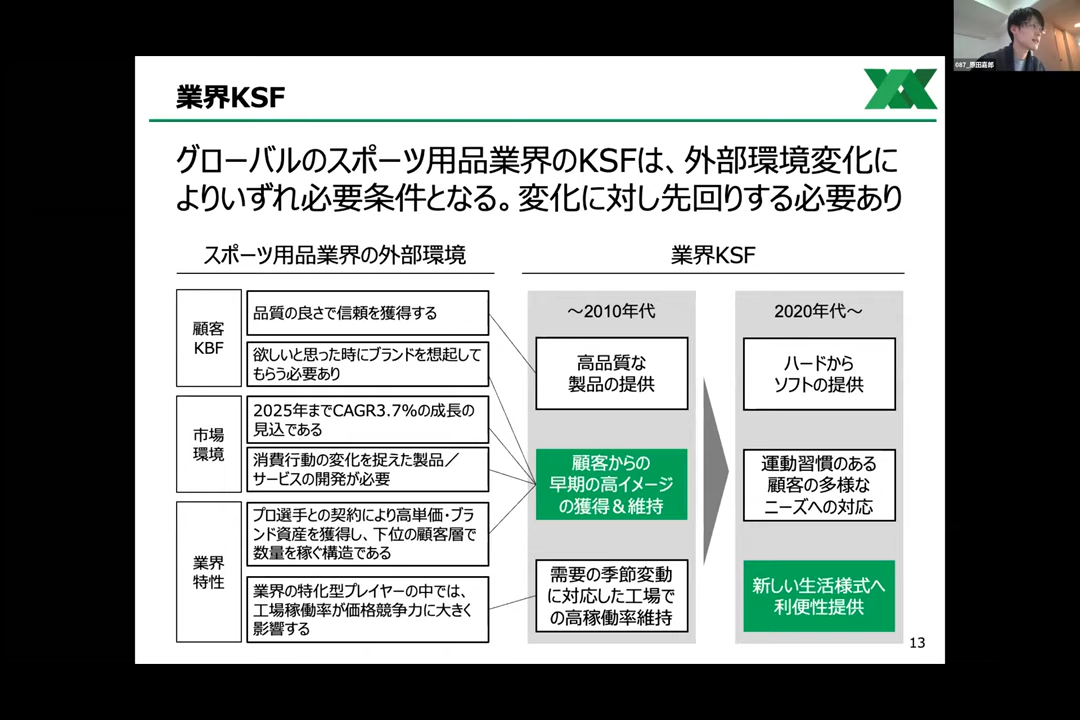 業界KSF
グローバルのスポーツ用品業界のKSFは、外部環境変化に
よりいずれ必要条件となる。変化に対し先回りする必要あり
スポーツ用品業界の外部環境
顧客
KBF
品質の良さで信頼を獲得する
欲しいと思った時にブランドを想起して
もらう必要あり
市場
環境
2025年までCAGR3.7%の成長の
見込である
消費行動の変化を捉えた製品／
サービスの開発が必要
業界
特性
プロ選手との契約により高単価・ブラ
ンド資産を獲得し、下位の顧客層で
数量を稼ぐ構造である
業界の特化型プレイヤーの中では、
工場稼働率が価格競争力に大きく
影響する
業界KSF
～2010年代
高品質な
製品の提供
顧客からの
早期の高イメージ
の獲得＆維持
需要の季節変動
に対応した工場で
の高稼働率維持
2020年代～
ハードから
ソフトの提供
運動習慣のある
顧客の多様な
ニーズへの対応
新しい生活様式へ
利便性提供
13
087_原田嘉郎